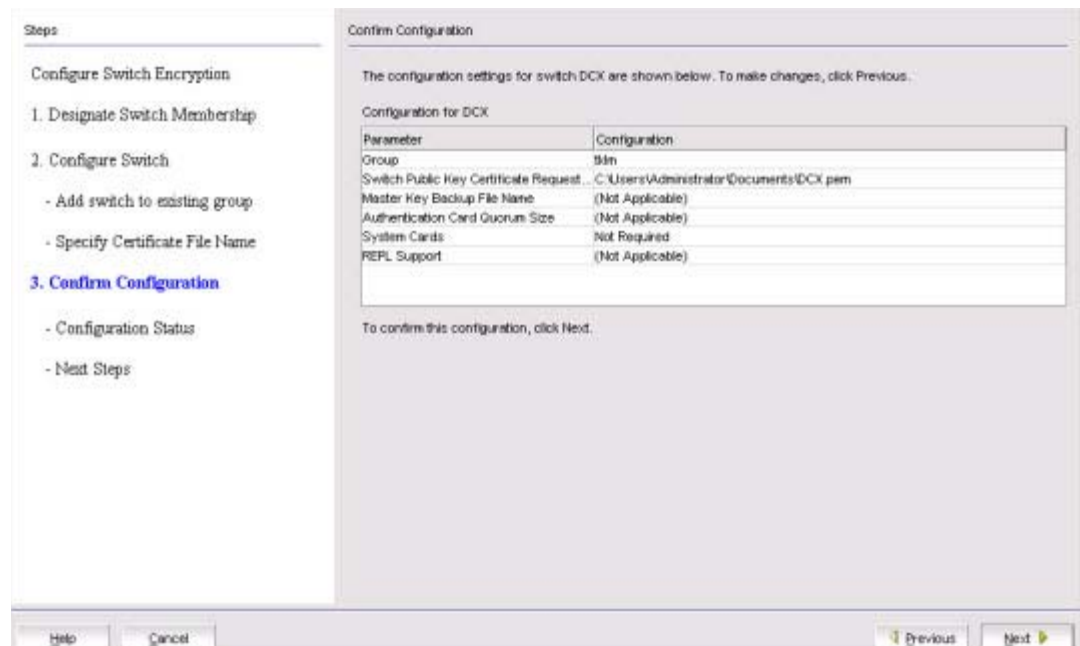 Steps
Configure Switch Encryption
1. Designate Switch Membership
2. Configure Switch
- Add switch to existing group
- Specify Certificate File Name
3. Confirm Configuration
- Configuration Status
- Next Steps
Confirm Configuration
The configuration settings for switch DCX are shown below. To make changes, click Previous.
Configuration for DCX
Parameter Configuration
Group tklm
Switch Public Key Certificate Request... C:\Users\Administrator\Documents\DCX.pem
Master Key Backup File Name (Not Applicable)
Authentication Card Quorum Size (Not Applicable)
System Cards Not Required
REPL Support (Not Applicable)
To confirm this configuration, click Next.
Help Cancel Previous Next